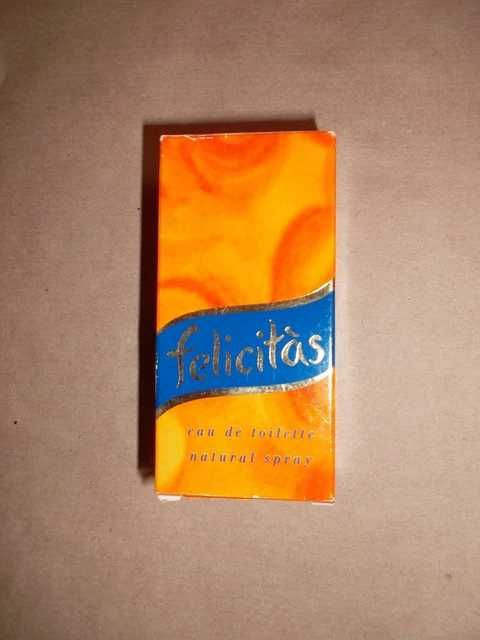 felicitàs
eau de toilette
natural spray